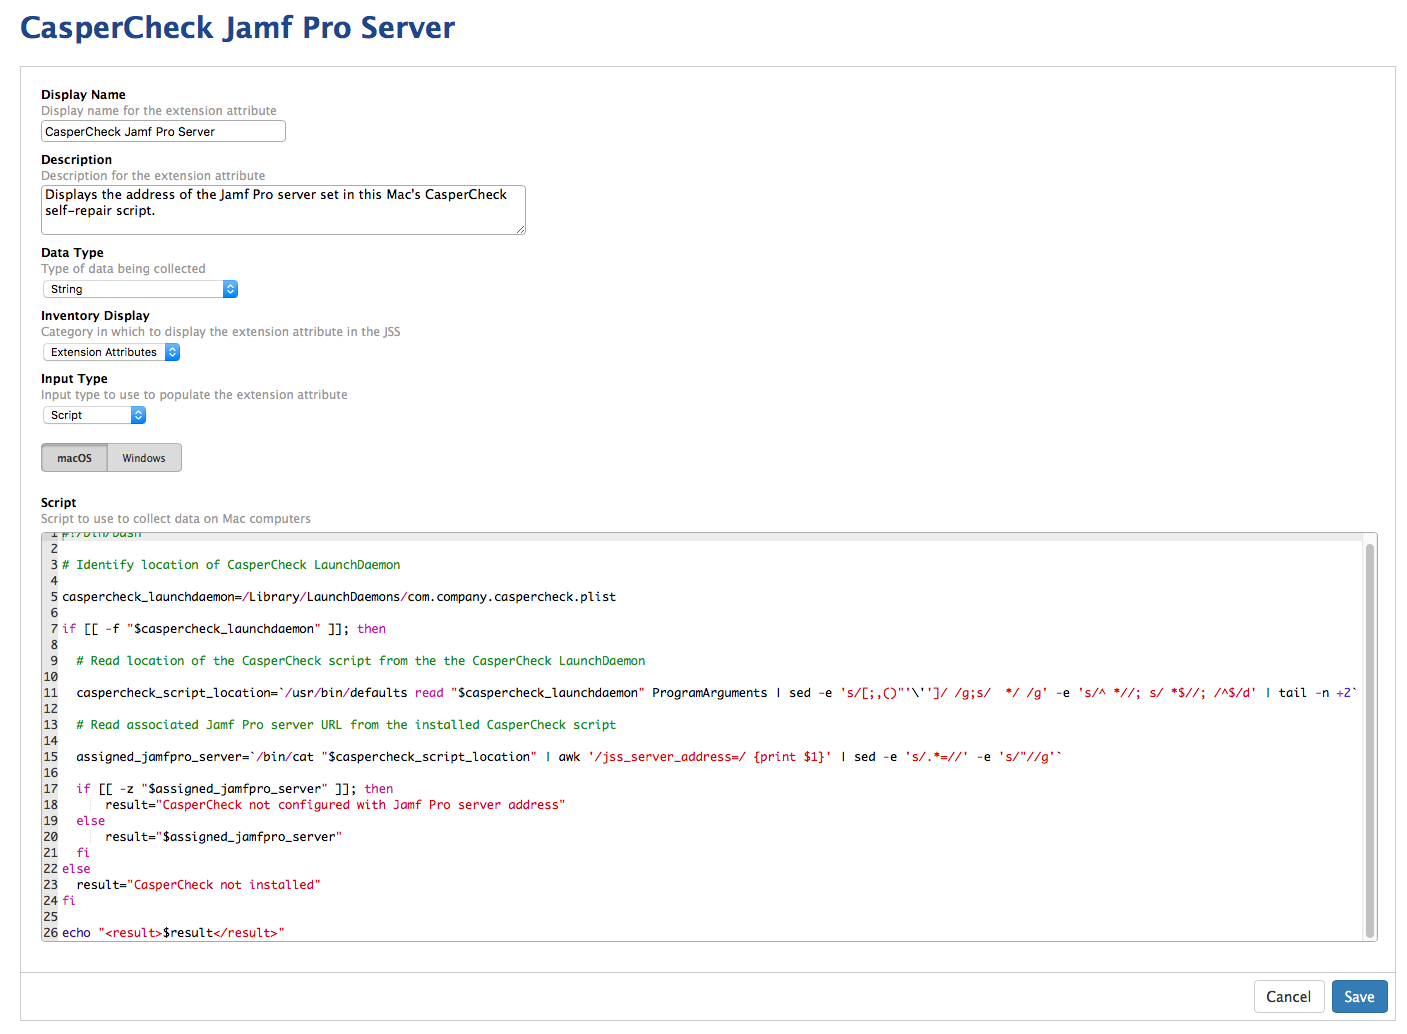 CasperCheck Jamf Pro Server
Display Name
Display name for the extension attribute
CasperCheck Jamf Pro Server
Description
Description for the extension attribute
Displays the address of the Jamf Pro server set in this Mac's CasperCheck
self-repair script.
Data Type
Type of data being collected
String
Inventory Display
Category in which to display the extension attribute in the JSS
Extension Attributes
Input Type
Input type to use to populate the extension attribute
Script
macOS Windows
Script
Script to use to collect data on Mac computers
1 #!/bin/bash
2
3 # Identify location of CasperCheck LaunchDaemon
4
5 caspercheck_launchdaemon=/Library/LaunchDaemons/com.company.caspercheck.plist
6
7 if [[ -f "$caspercheck_launchdaemon" ]]; then
8
9 # Read location of the CasperCheck script from the the CasperCheck LaunchDaemon
10
11 caspercheck_script_location=`/usr/bin/defaults read "$caspercheck_launchdaemon" ProgramArguments | sed -e 's/[;,()"'\'']/ /g;s/  */ /g' -e 's/^ *//; s/ *$//; /^$/d' | tail -n +2`
12
13 # Read associated Jamf Pro server URL from the installed CasperCheck script
14
15 assigned_jamfpro_server=`/bin/cat "$caspercheck_script_location" | awk '/jss_server_address=/ {print $1}' | sed -e 's/.*=//' -e 's/"//g'`
16
17 if [[ -z "$assigned_jamfpro_server" ]]; then
18 result="CasperCheck not configured with Jamf Pro server address"
19 else
20 result="$assigned_jamfpro_server"
21 fi
22 else
23 result="CasperCheck not installed"
24 fi
25
26 echo "<result>$result</result>"
Cancel Save